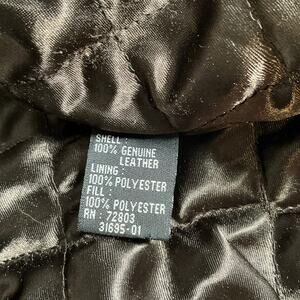 SHELL :
100% GENUINE
LEATHER
LINING :
100% POLYESTER
FILL :
100% POLYESTER
RN : 72803
31695-01